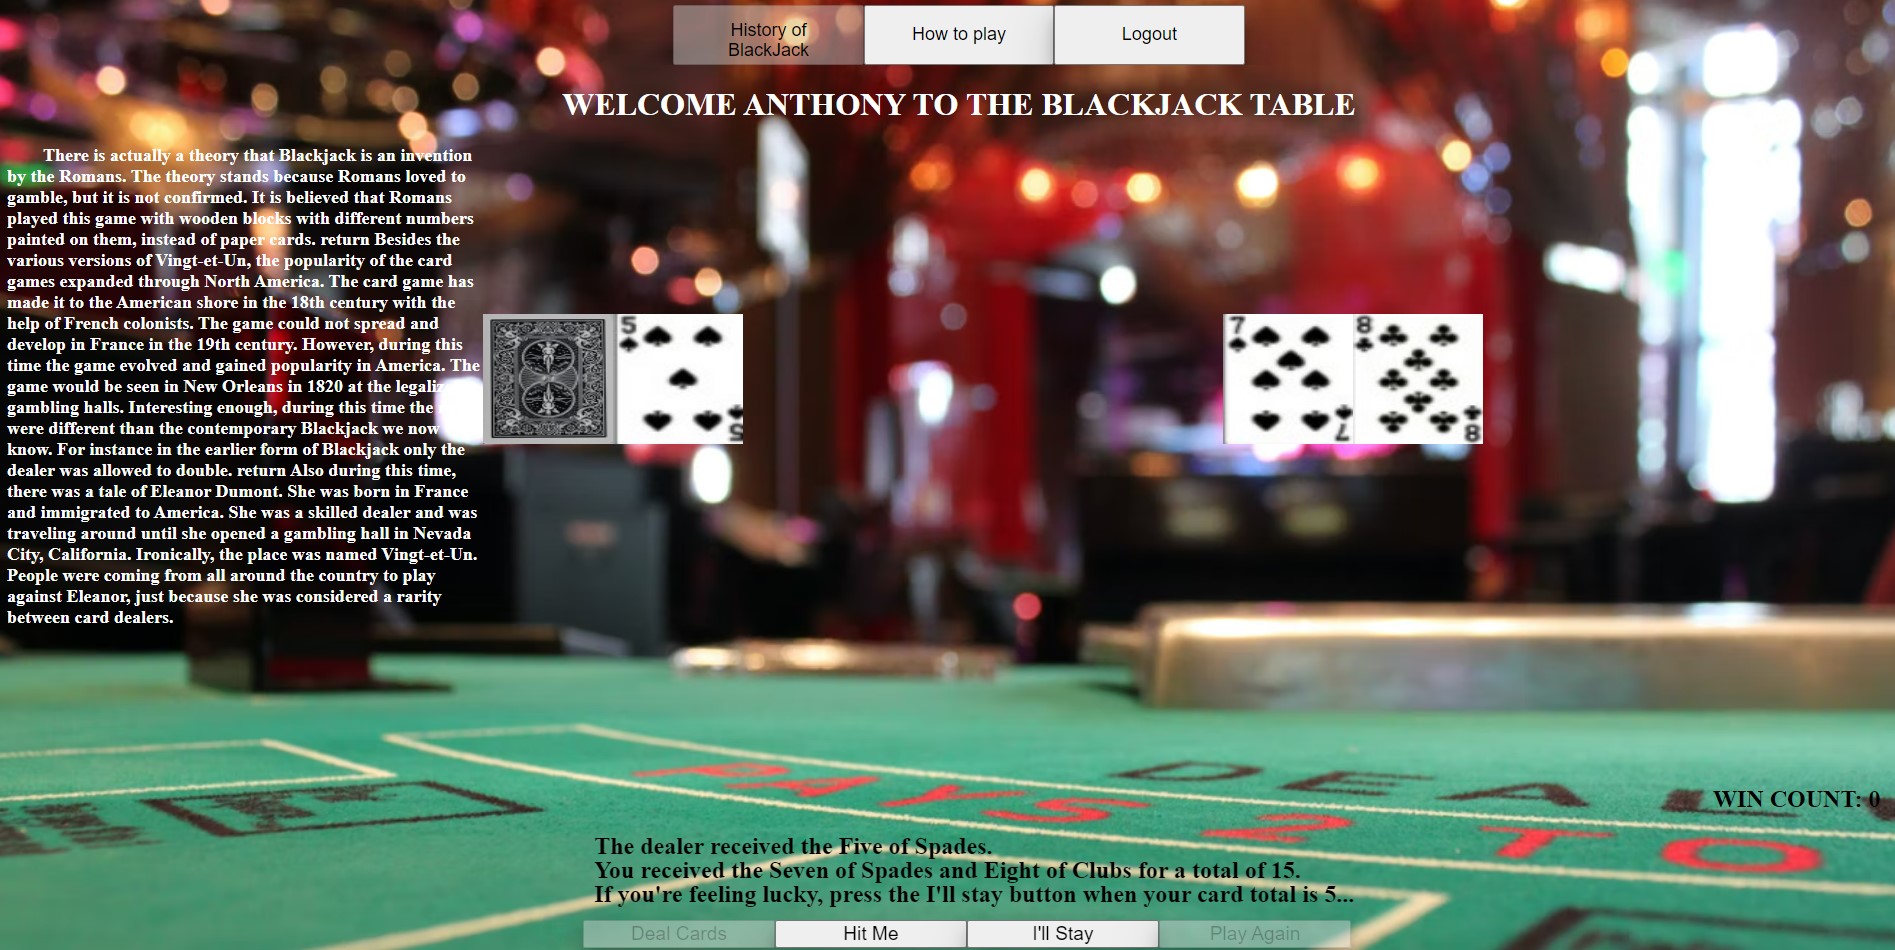 History of
BlackJack
How to play
Logout
WELCOME ANTHONY TO THE BLACKJACK TABLE
There is actually a theory that Blackjack is an invention
by the Romans. The theory stands because Romans loved to
gamble, but it is not confirmed. It is believed that Romans
played this game with wooden blocks with different numbers
painted on them, instead of paper cards. return Besides the
various versions of Vingt-et-Un, the popularity of the card
games expanded through North America. The card game has
made it to the American shore in the 18th century with the
help of French colonists. The game could not spread and
develop in France in the 19th century. However, during this
time the game evolved and gained popularity in America. The
game would be seen in New Orleans in 1820 at the
gambling halls. Interesting enough, during this time the
were different than the contemporary Blackjack we now
know. For instance in the earlier form of Blackjack only the
dealer was allowed to double. return Also during this time,
there was a tale of Eleanor Dumont. She was born in France
and immigrated to America. She was a skilled dealer and was
traveling around until she opened a gambling hall in Nevada
City, California. Ironically, the place was named Vingt-et-Un.
People were coming from all around the country to play
against Eleanor, just because she was considered a rarity
between card dealers.
5
5
7 8
7 8
DEAL
PAYS 2 TO
WIN COUNT: 0
The dealer received the Five of Spades.
You received the Seven of Spades and Eight of Clubs for a total of 15.
If you're feeling lucky, press the I'll stay button when your card total is 5...
Deal Cards
Hit Me
I'll Stay
Play Again